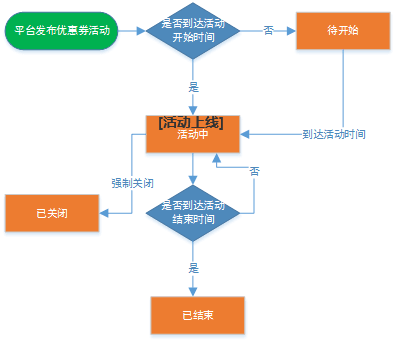 平台发布优惠券活动
是否到达活动
开始时间
否
待开始
是
[活动上线]
活动中
到达活动时间
强制关闭
否
已关闭
是否到达活动
结束时间
是
已结束